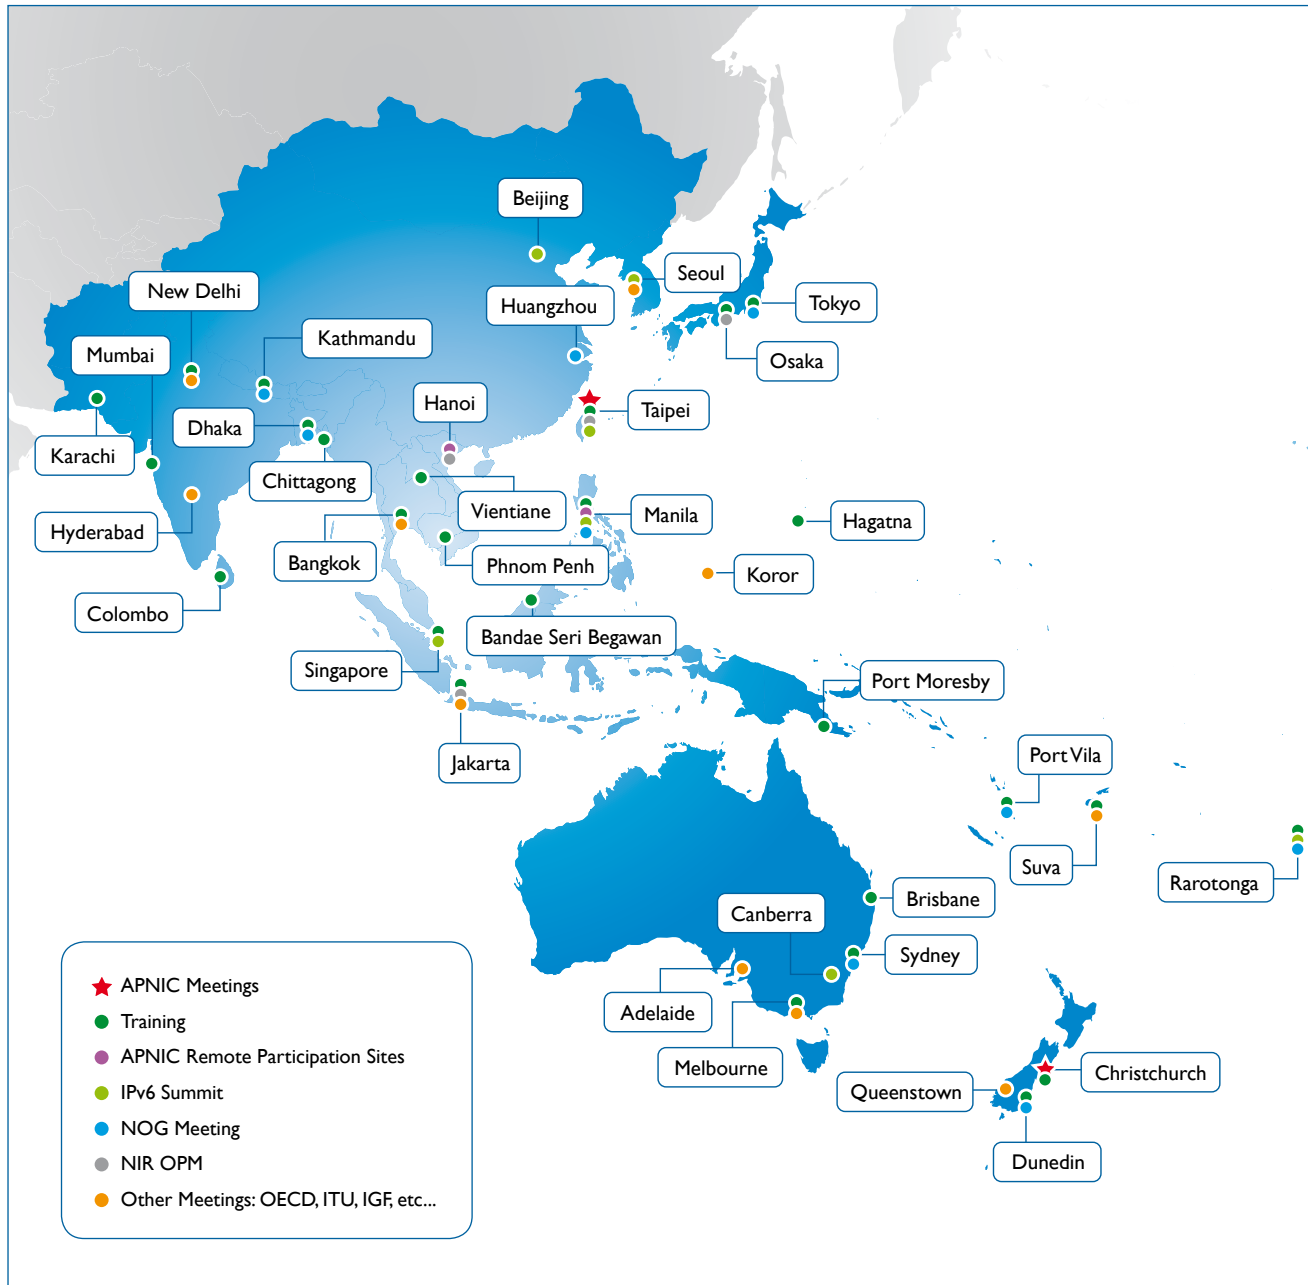 Beijing
Seoul
New Delhi
Huangzhou
Tokyo
Kathmandu
Mumbai
Osaka
Hanoi
Taipei
Dhaka
Karachi
Chittagong
Vientiane
Manila
Hagatna
Hyderabad
Bangkok
Phnom Penh
Koror
Colombo
Bandae Seri Begawan
Singapore
Port Moresby
Jakarta
Port Vila
Suva
Rarotonga
Brisbane
Canberra
Sydney
Adelaide
Melbourne
Christchurch
Queenstown
Dunedin
APNIC Meetings
Training
APNIC Remote Participation Sites
IPv6 Summit
NOG Meeting
NIR OPM
Other Meetings: OECD, ITU, IGF, etc...